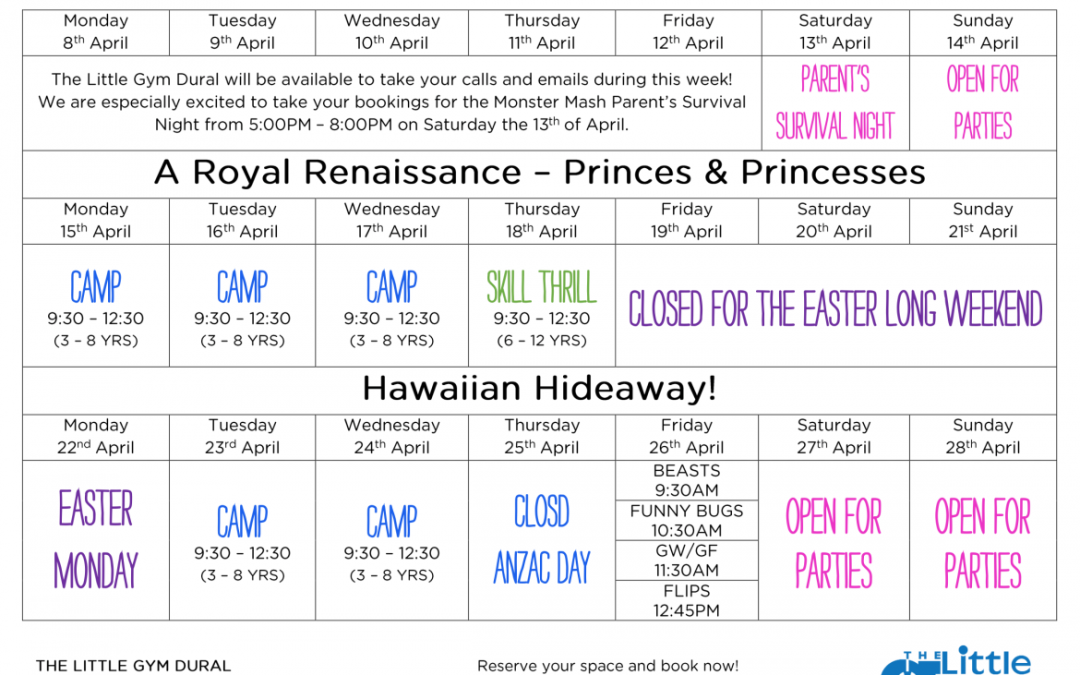 Monday Tuesday Wednesday Thursday Friday Saturday Sunday
8th April 9th April 10th April 11th April 12th April 13th April 14th April
The Little Gym Dural will be available to take your calls and emails during this week!
We are especially excited to take your bookings for the Monster Mash Parent's Survival
Night from 5:00PM – 8:00PM on Saturday the 13th of April.
PARENT'S
SURVIVAL NIGHT
OPEN FOR
PARTIES
A Royal Renaissance – Princes & Princesses
Monday Tuesday Wednesday Thursday Friday Saturday Sunday
15th April 16th April 17th April 18th April 19th April 20th April 21st April
CAMP
9:30 – 12:30
(3 – 8 YRS)
CAMP
9:30 – 12:30
(3 – 8 YRS)
CAMP
9:30 – 12:30
(3 – 8 YRS)
SKILL THRILL
9:30 – 12:30
(6 – 12 YRS)
CLOSED FOR THE EASTER LONG WEEKEND
Hawaiian Hideaway!
Monday Tuesday Wednesday Thursday Friday Saturday Sunday
22nd April 23rd April 24th April 25th April 26th April 27th April 28th April
EASTER
MONDAY
CAMP
9:30 – 12:30
(3 – 8 YRS)
CAMP
9:30 – 12:30
(3 – 8 YRS)
CLOSD
ANZAC DAY
BEASTS
9:30AM
FUNNY BUGS
10:30AM
GW/GF
11:30AM
FLIPS
12:45PM
OPEN FOR
PARTIES
OPEN FOR
PARTIES
THE LITTLE GYM DURAL
Reserve your space and book now!
THE Little